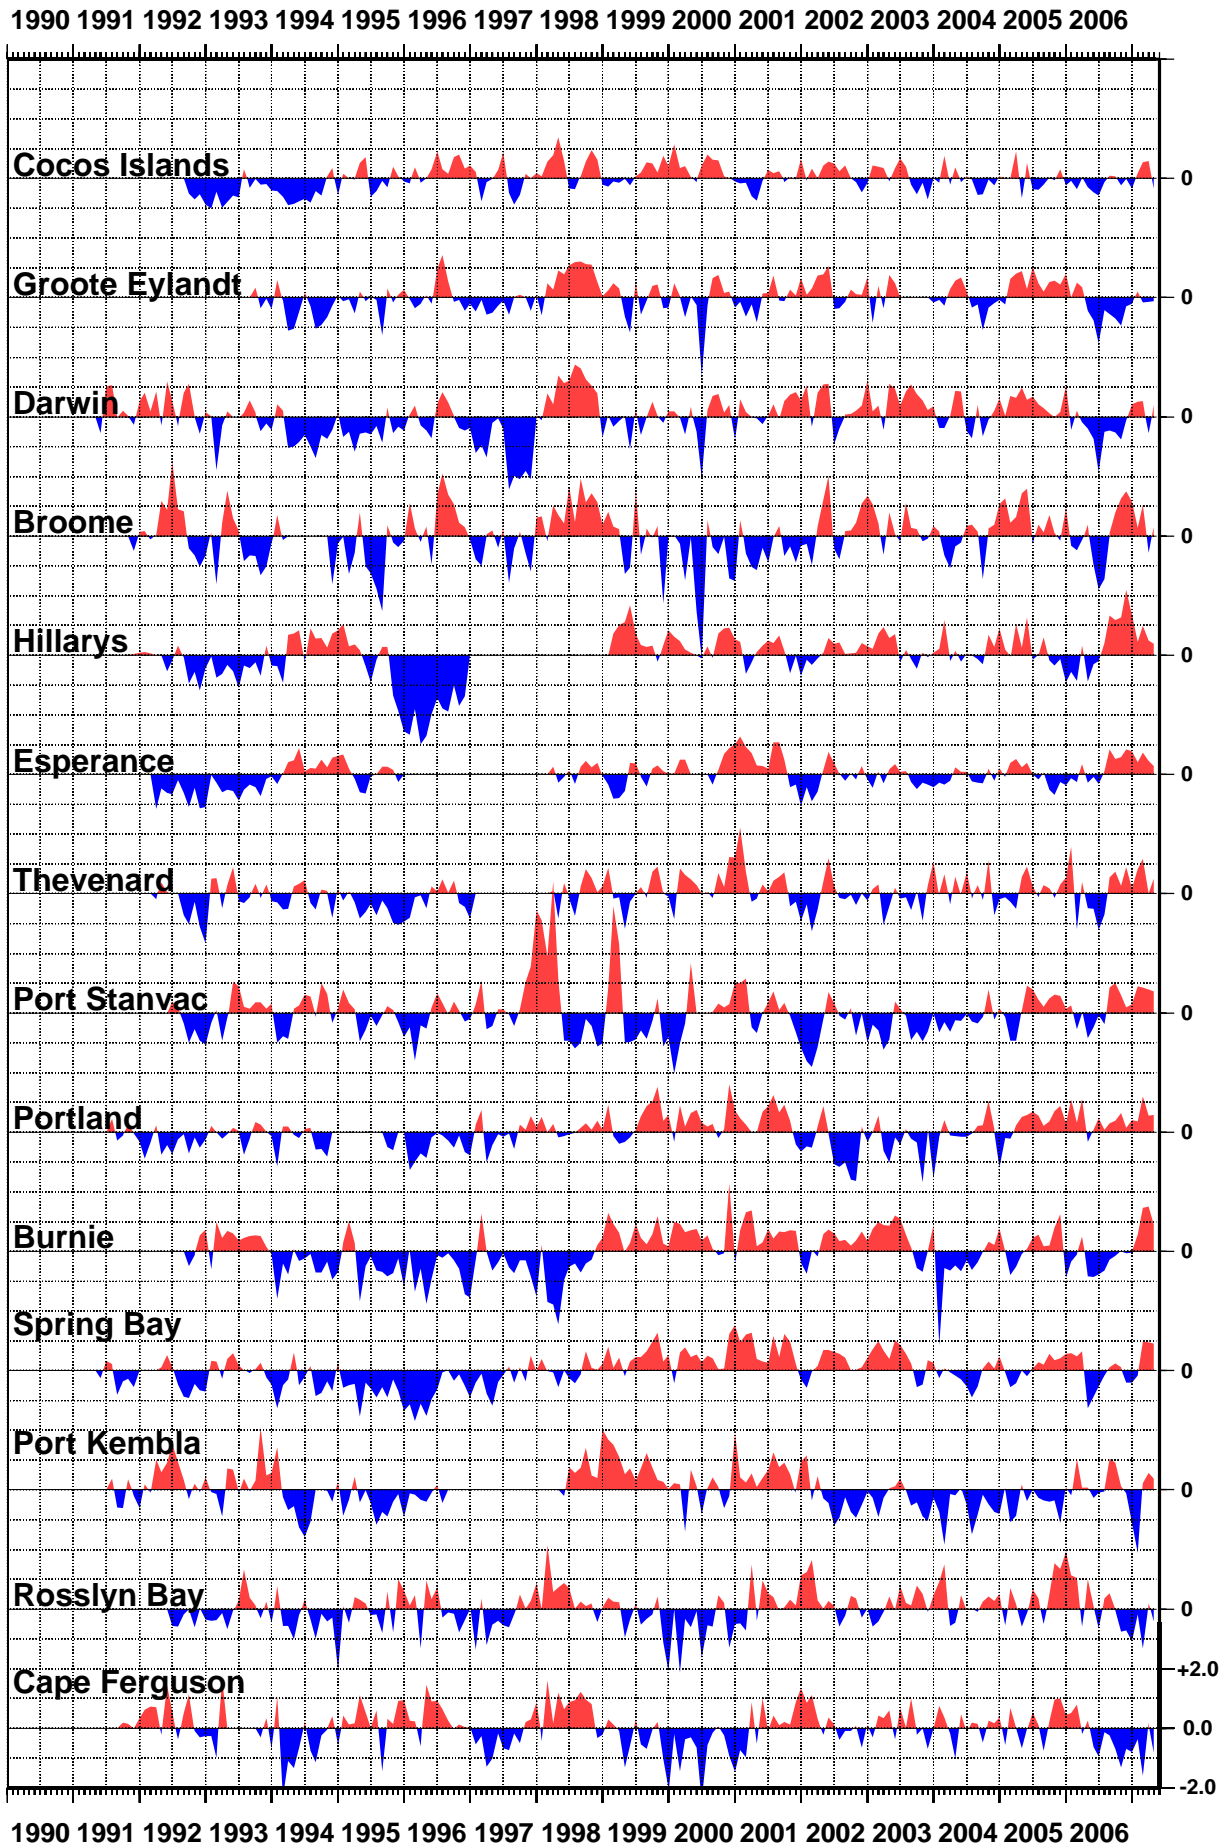 1990 1991 1992 1993 1994 1995 1996 1997 1998 1999 2000 2001 2002 2003 2004 2005 2006
Cocos Islands 0
Groote Eylandt 0
Darwin 0
Broome 0
Hillarys 0
Esperance 0
Thevenard 0
Port Stanvac 0
Portland 0
Burnie 0
Spring Bay 0
Port Kembla 0
Rosslyn Bay 0
+2.0
Cape Ferguson 0.0
-2.0
1990 1991 1992 1993 1994 1995 1996 1997 1998 1999 2000 2001 2002 2003 2004 2005 2006